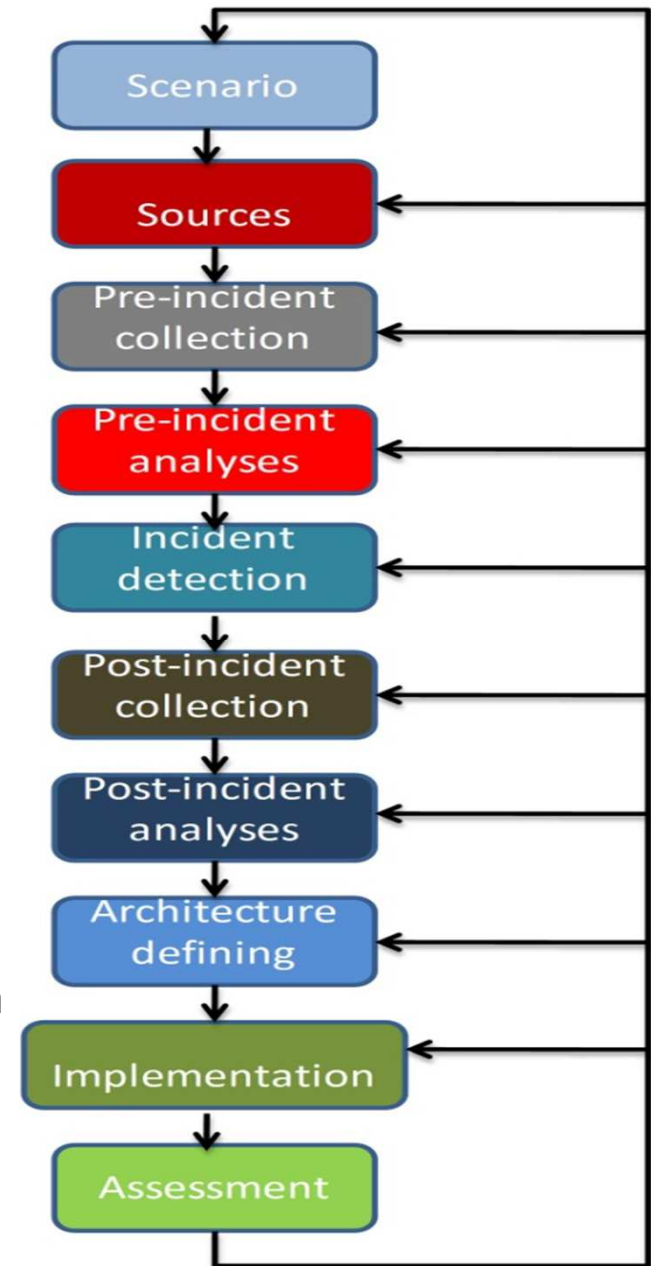 Scenario
Sources
Pre-incident
collection
Pre-incident
analyses
Incident
detection
Post-incident
collection
Post-incident
analyses
Architecture
defining
Implementation
Assessment